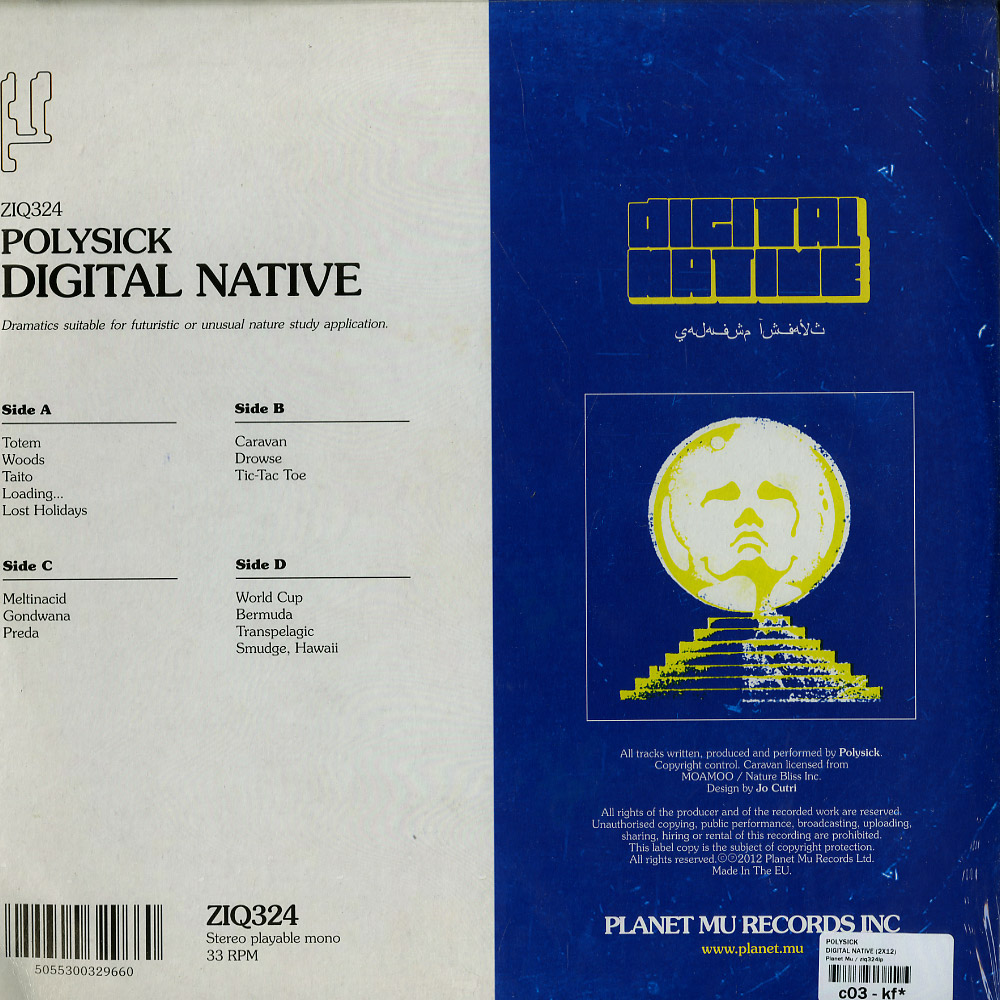 ZIQ324
POLYSICK
DIGITAL NATIVE
Dramatics suitable for futuristic or unusual nature study application.
Side A
Totem
Woods
Taito
Loading...
Lost Holidays
Side B
Caravan
Drowse
Tic-Tac Toe
Side C
Meltinacid
Gondwana
Preda
Side D
World Cup
Bermuda
Transpelagic
Smudge, Hawaii
5055300329660
ZIQ324
Stereo playable mono
33 RPM
DIGITAL
NATIVE
All tracks written, produced and performed by Polysick.
Copyright control. Caravan licensed from
MOAMOO / Nature Bliss Inc.
Design by Jo Cutri
All rights of the producer and of the recorded work are reserved.
Unauthorised copying, public performance, broadcasting, uploading,
sharing, hiring or rental of this recording are prohibited.
This label copy is the subject of copyright protection.
All rights reserved.©℗2012 Planet Mu Records Ltd.
Made In The EU.
PLANET MU RECORDS INC
www.planet.mu
POLYSICK
DIGITAL NATIVE (2X12)
Planet Mu / ziq324lp
c03 - kf*